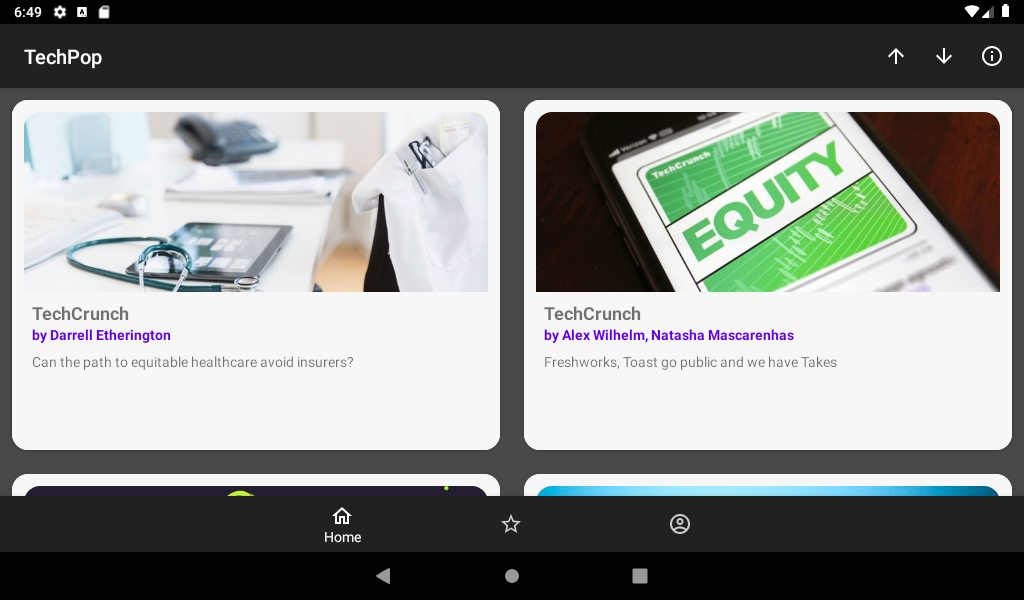 6:49
TechPop
TechCrunch
by Darrell Etherington
Can the path to equitable healthcare avoid insurers?
Verizon
TechCrunch
EQUITY
TechCrunch
by Alex Wilhelm, Natasha Mascarenhas
Freshworks, Toast go public and we have Takes
Home